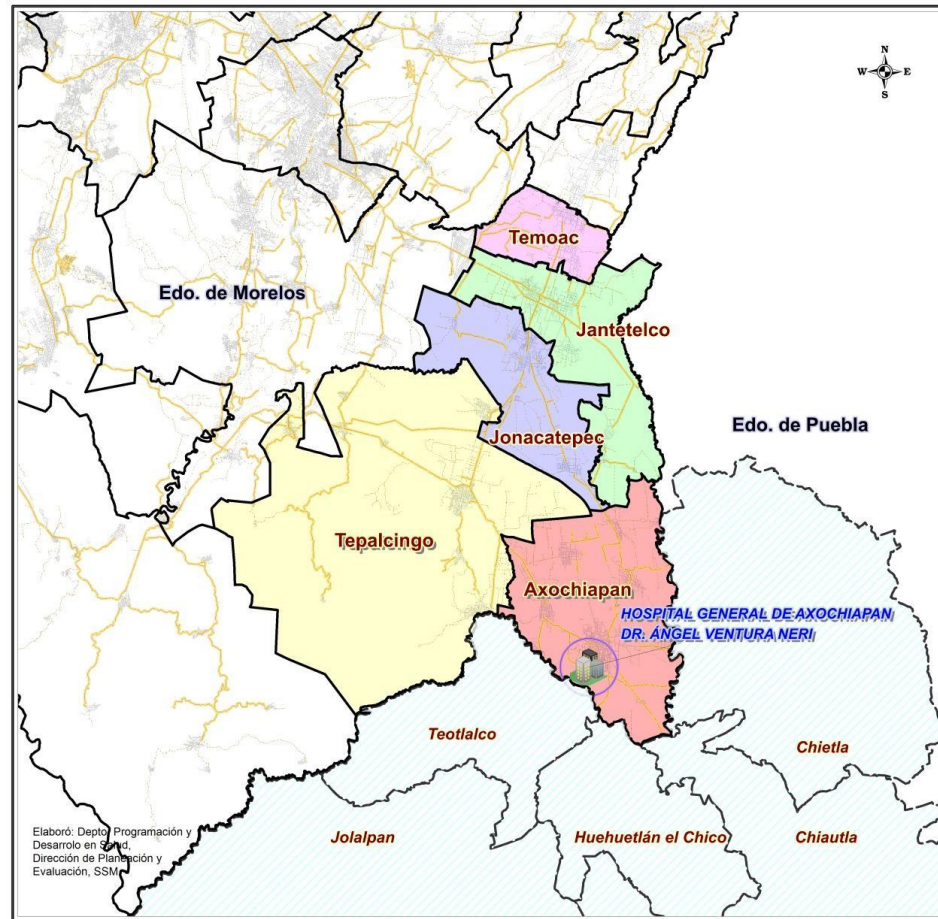 N
W E
S
Temoac
Edo. de Morelos
Jantetelco
Edo. de Puebla
Jonacatepec
Tepalcingo
Axochiapan
HOSPITAL GENERAL DE AXOCHIAPAN
DR. ÁNGEL VENTURA NERI
Teotlalco
Chietla
Elaboró: Depto. Programación y
Desarrolo en Salud,
Dirección de Planeación y
Evaluación, SSM
Jolalpan
Huehuetlán el Chico
Chiautla